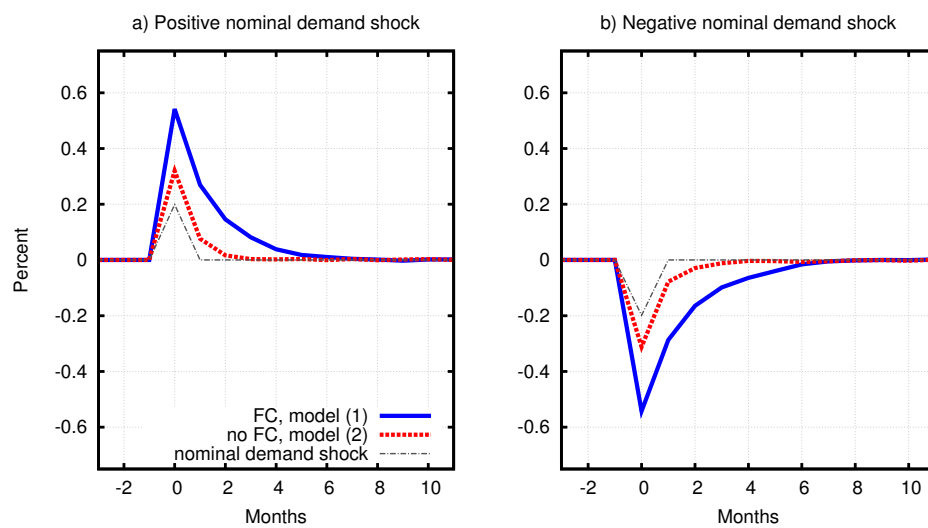 a) Positive nominal demand shock
b) Negative nominal demand shock
Percent
0.6
0.4
0.2
0
-0.2
-0.4
-0.6
FC, model (1)
no FC, model (2)
nominal demand shock
-2 0 2 4 6 8 10
Months
0.6
0.4
0.2
0
-0.2
-0.4
-0.6
-2 0 2 4 6 8 10
Months